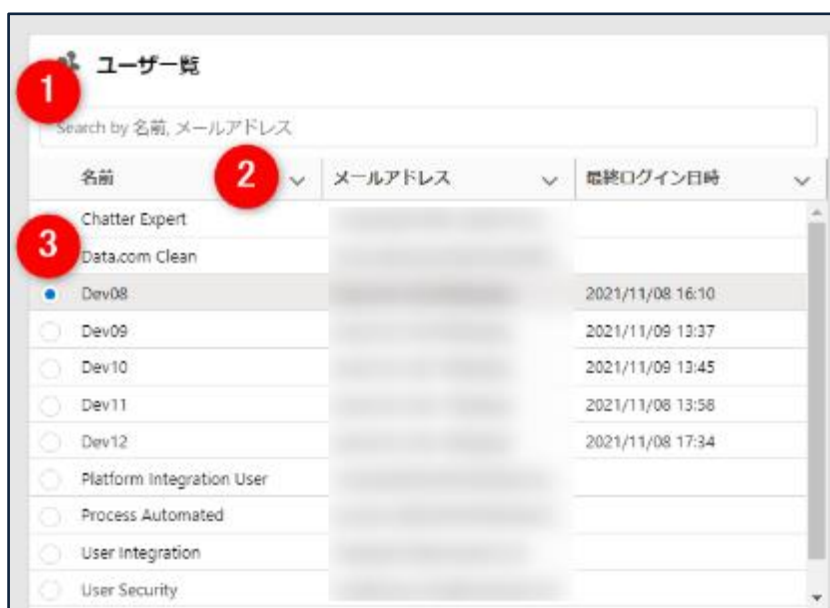 ユーザ一覧
1
Search by 名前, メールアドレス
名前 2 メールアドレス 最終ログイン日時
Chatter Expert
3
Data.com Clean
Dev08 2021/11/08 16:10
Dev09 2021/11/09 13:37
Dev10 2021/11/09 13:45
Dev11 2021/11/08 13:58
Dev12 2021/11/08 17:34
Platform Integration User
Process Automated
User Integration
User Security